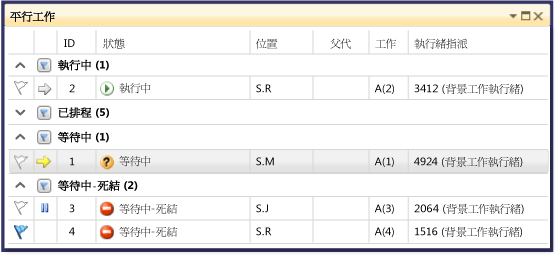 平行工作
ID 狀態 位置 父代 工作 執行緒指派
執行中 (1)
2 執行中 S.R A(2) 3412 (背景工作執行緒)
已排程 (5)
等待中 (1)
1 等待中 S.M A(1) 4924 (背景工作執行緒)
等待中-死結 (2)
3 等待中-死結 S.J A(3) 2064 (背景工作執行緒)
4 等待中-死結 S.R A(4) 1516 (背景工作執行緒)